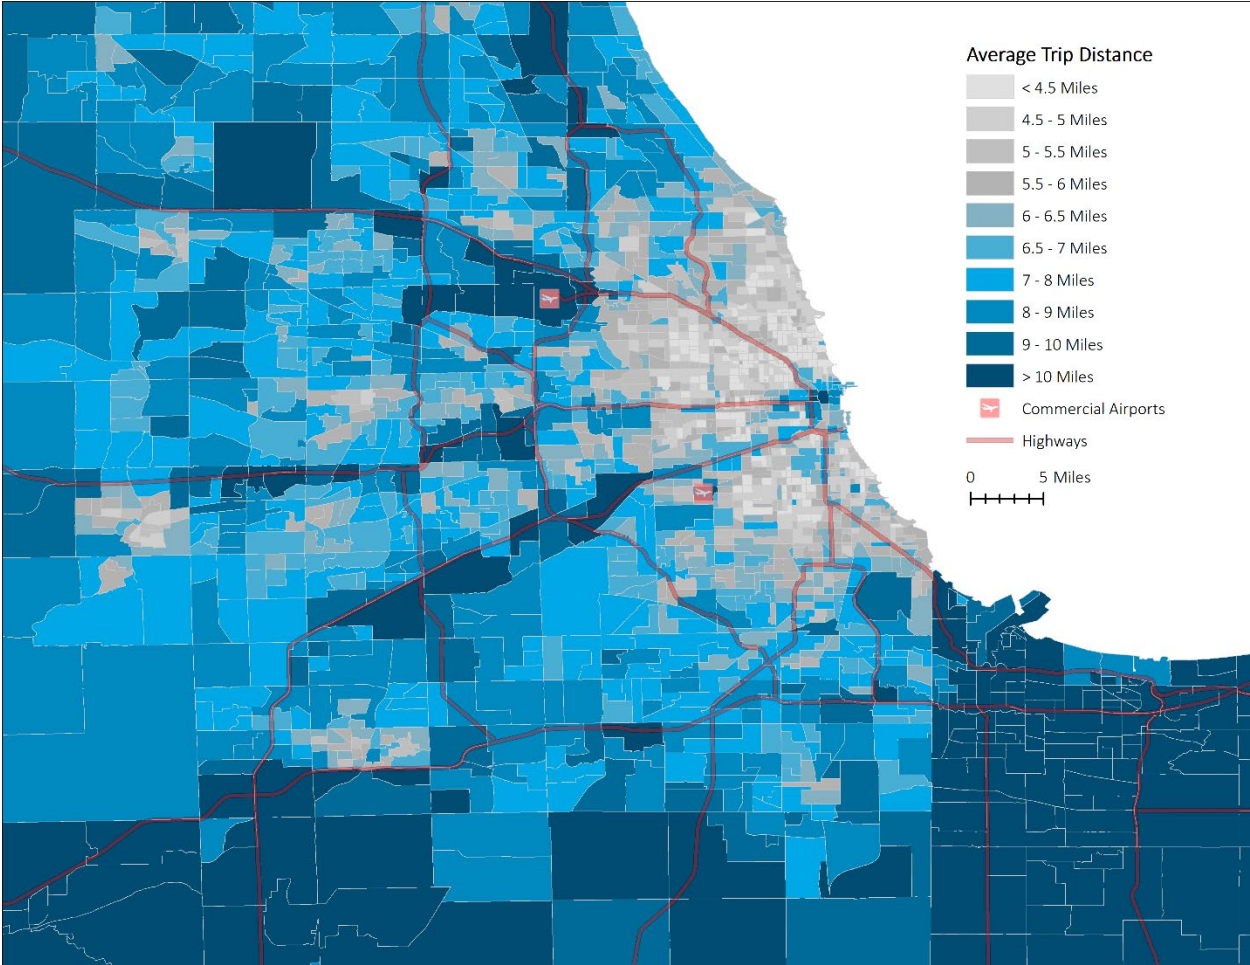 Average Trip Distance
< 4.5 Miles
4.5 - 5 Miles
5 - 5.5 Miles
5.5 - 6 Miles
6 - 6.5 Miles
6.5 - 7 Miles
7 - 8 Miles
8 - 9 Miles
9 - 10 Miles
> 10 Miles
Commercial Airports
Highways
0 5 Miles